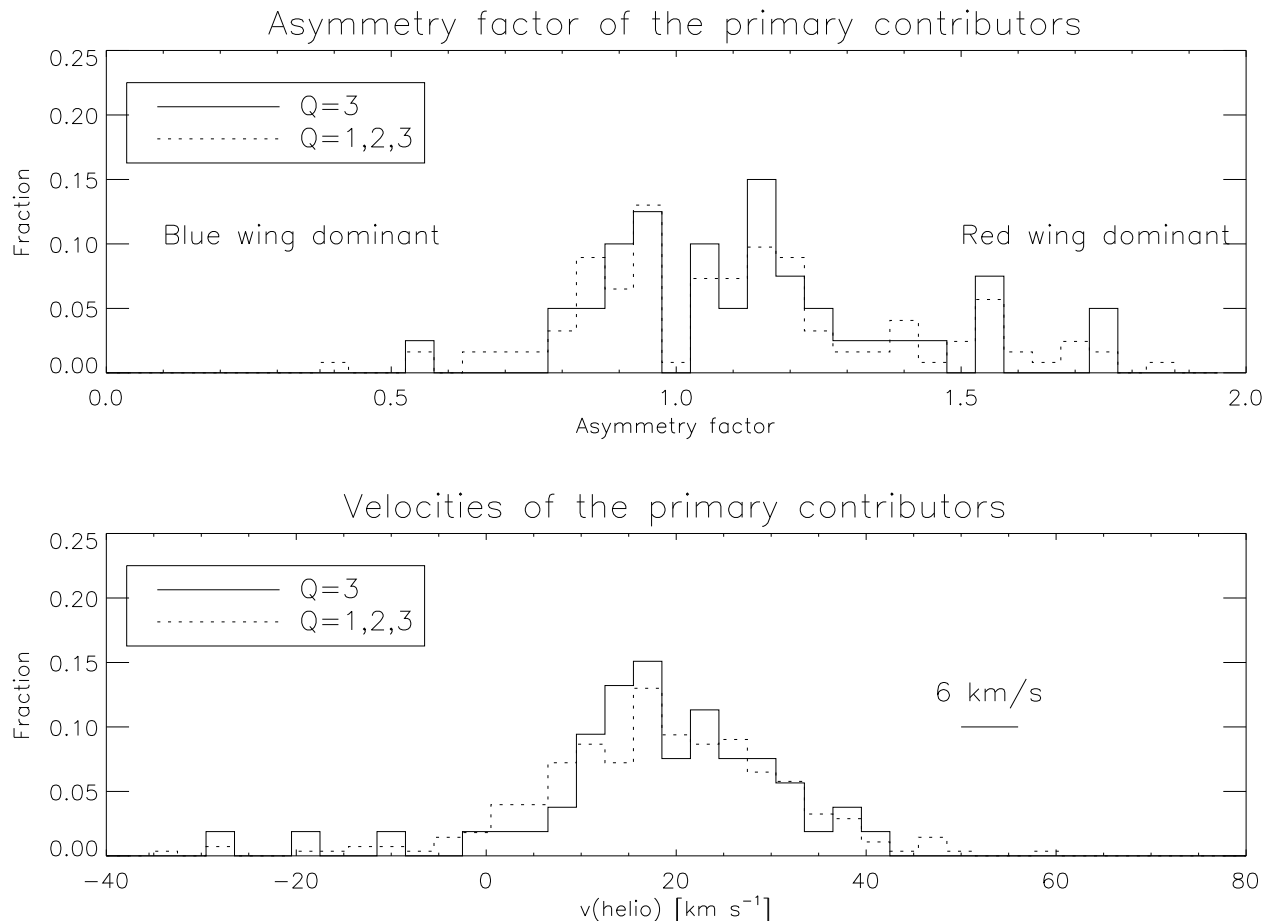 Asymmetry factor of the primary contributors
0.25
0.20
0.15
0.10
0.05
0.00
Fraction
Q=3
Q=1,2,3
Blue wing dominant
Red wing dominant
0.0 0.5 1.0 1.5 2.0
Asymmetry factor
Velocities of the primary contributors
0.25
0.20
0.15
0.10
0.05
0.00
Fraction
Q=3
Q=1,2,3
6 km/s
−40 −20 0 20 40 60 80
v(helio) [km s⁻¹]